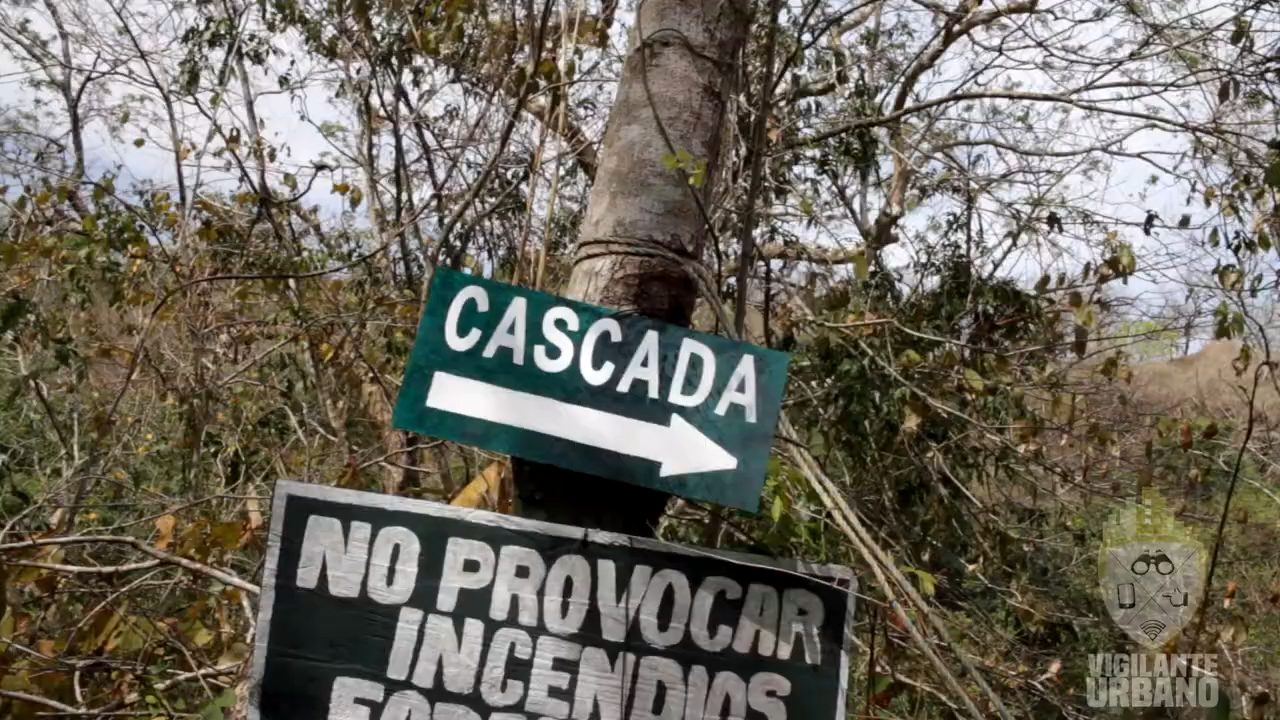 CASCADA
NO PROVOCAR
INCENDIOS
VIGILANTE
URBANO